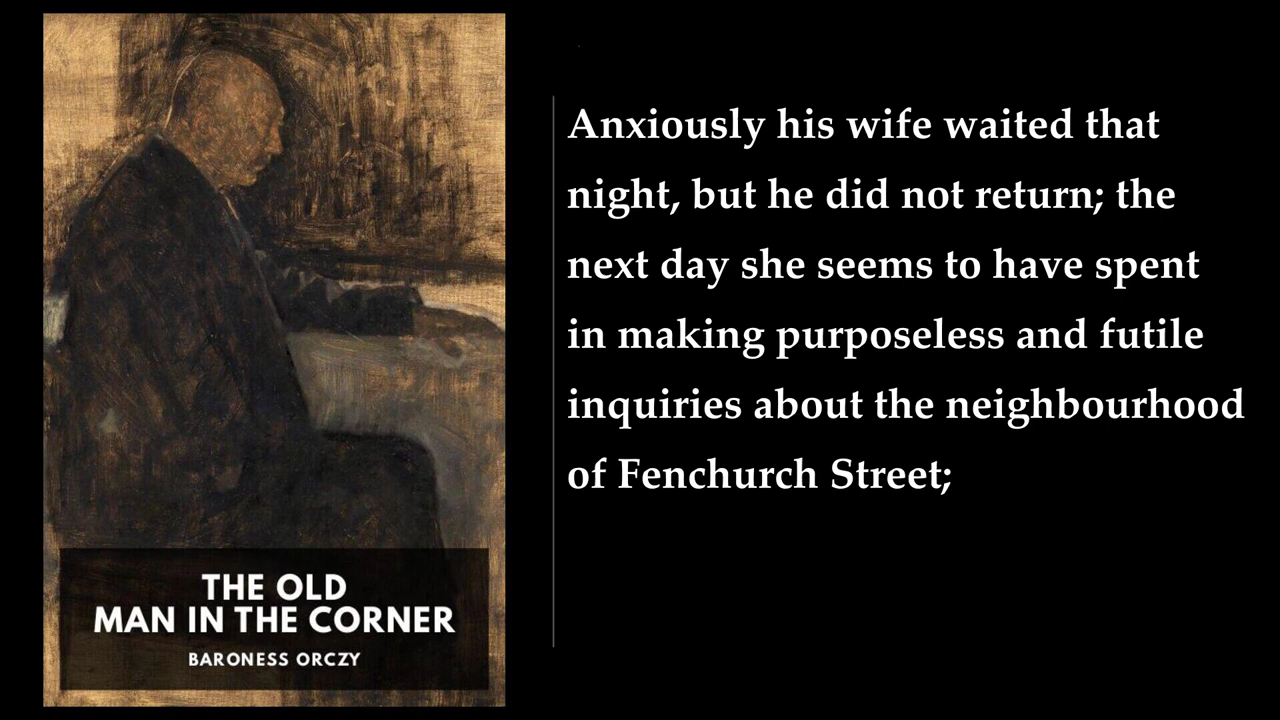 THE OLD
MAN IN THE CORNER
BARONESS ORCZY
Anxiously his wife waited that
night, but he did not return; the
next day she seems to have spent
in making purposeless and futile
inquiries about the neighbourhood
of Fenchurch Street;